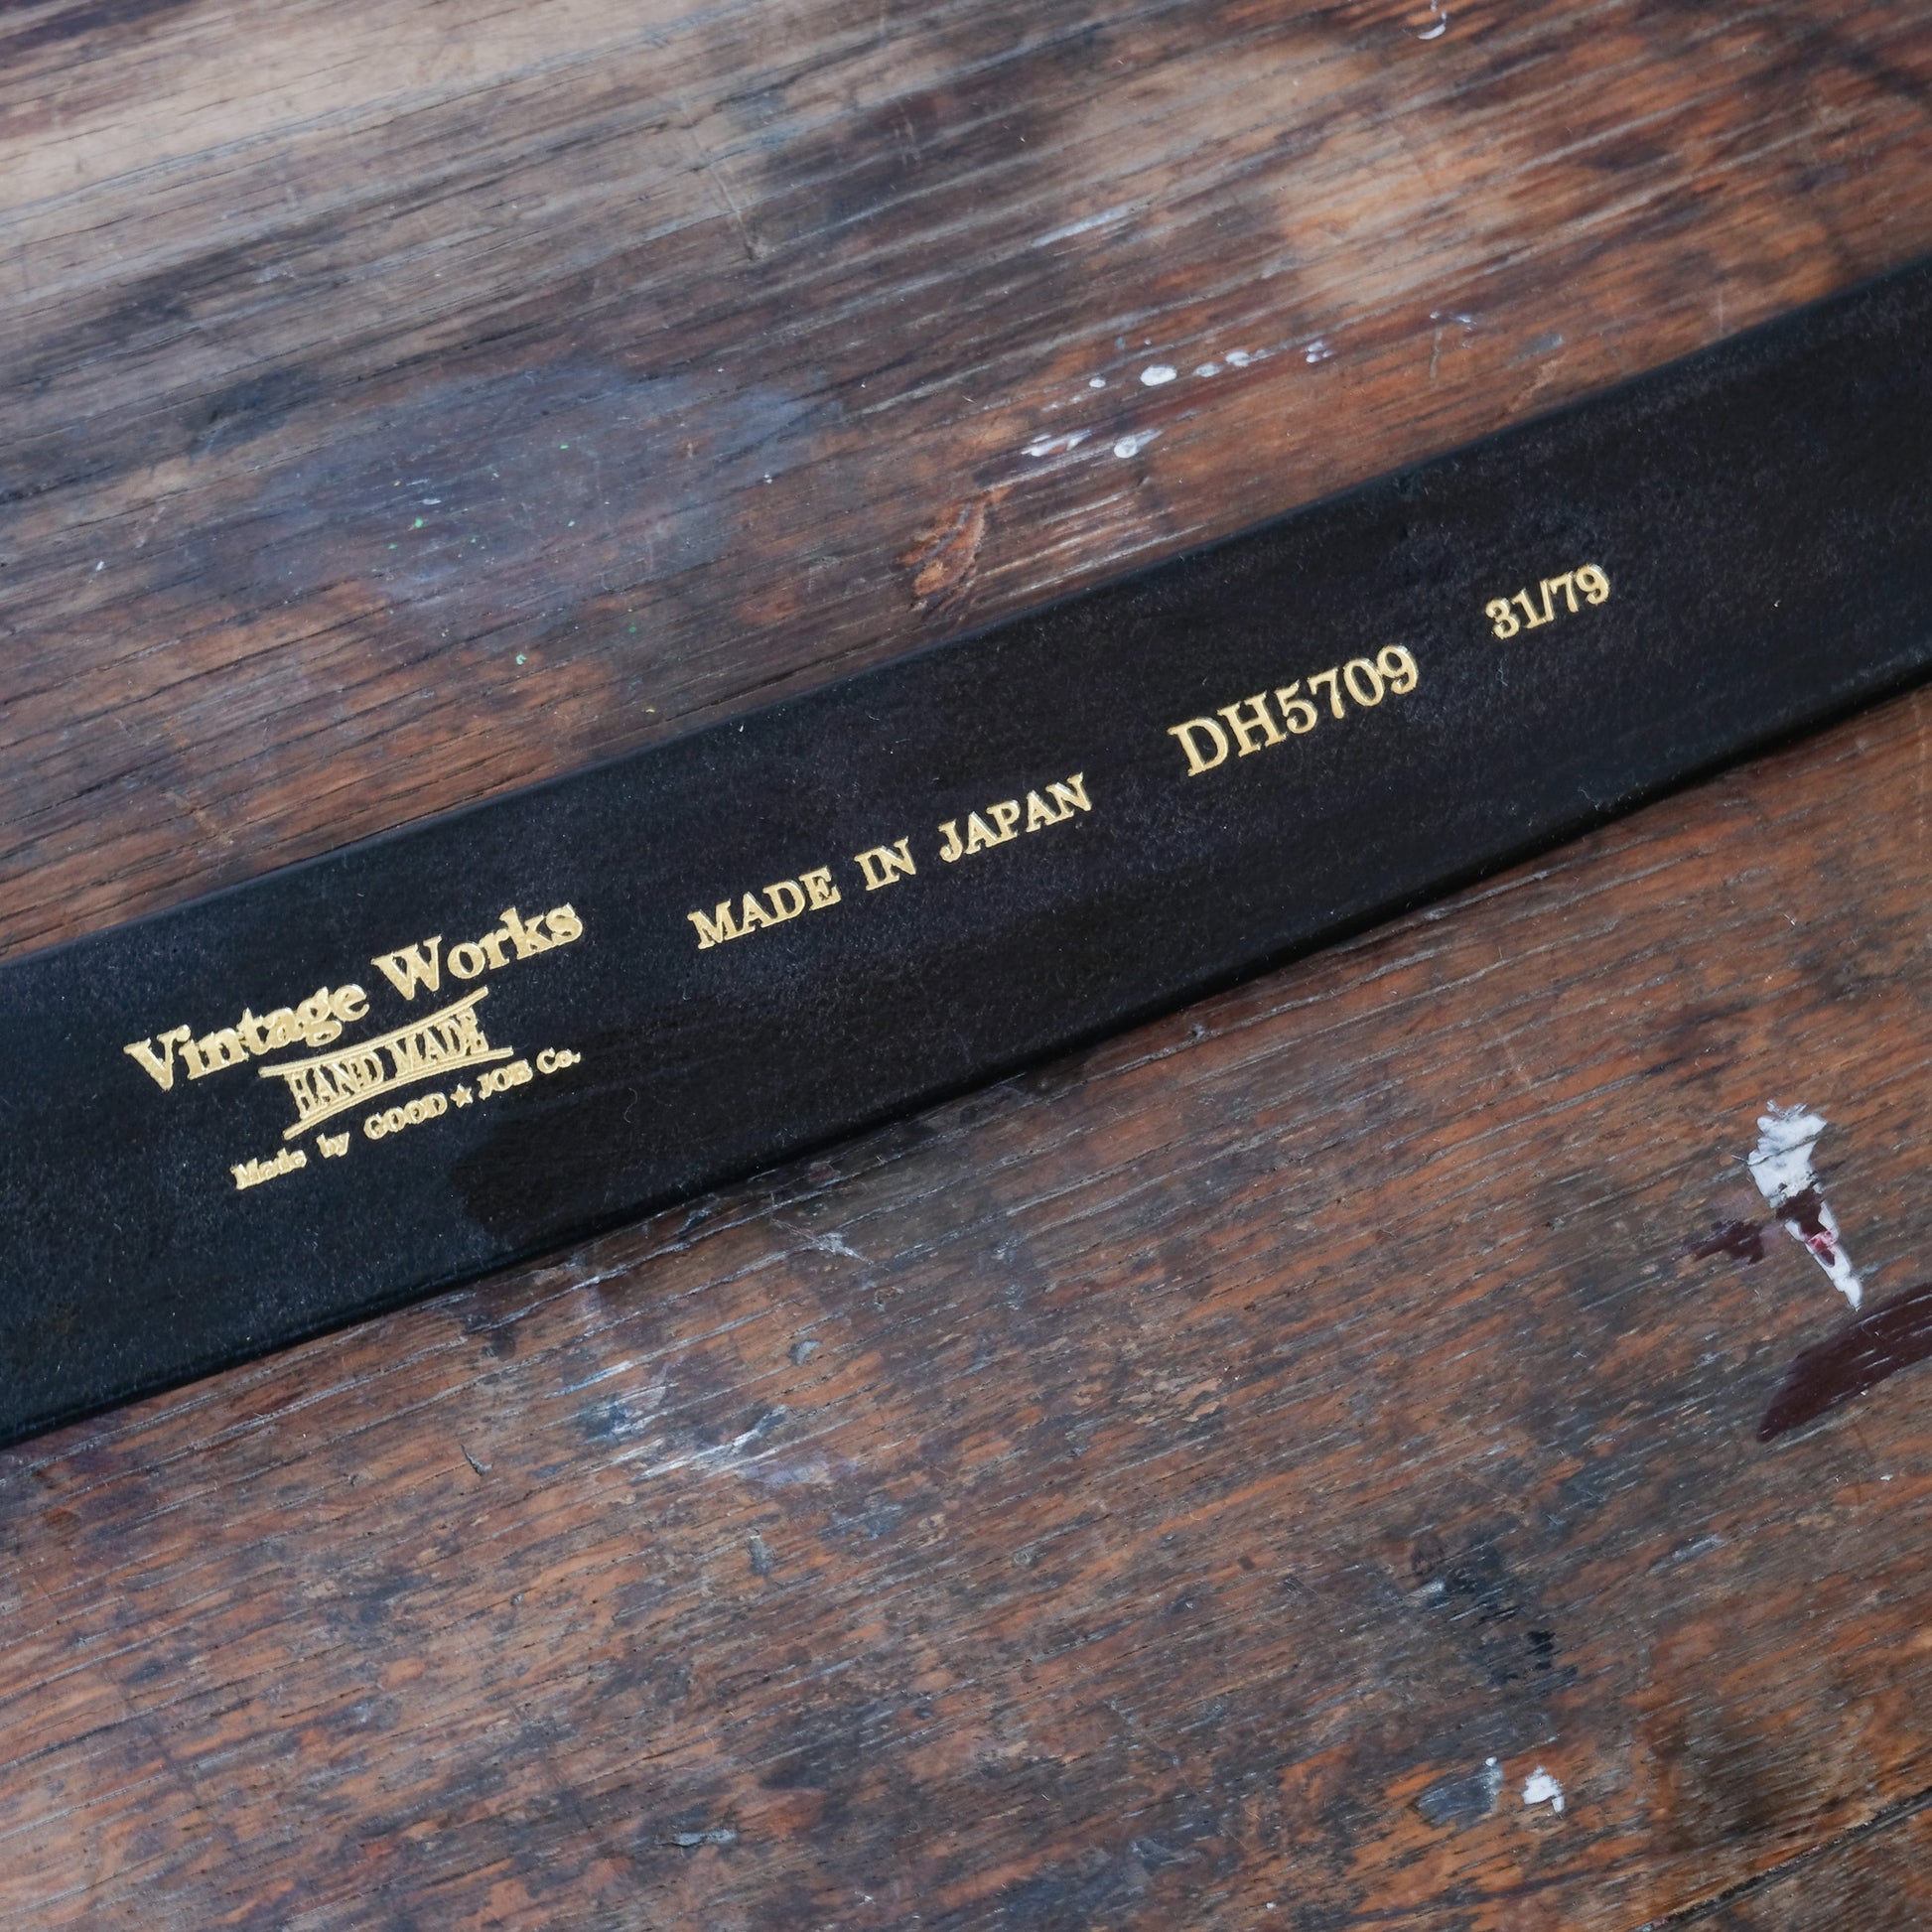 Vintage Works
HAND MADE
Made by GOOD★JOB Co.
MADE IN JAPAN
DH5709
31/79